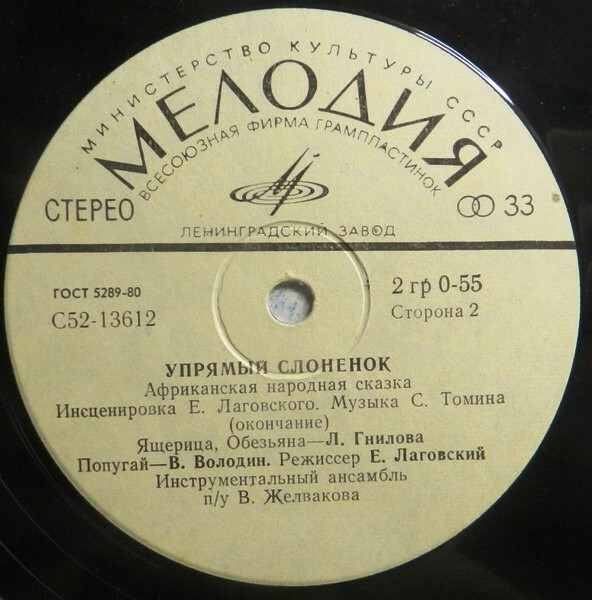 МИНИСТЕРСТВО КУЛЬТУРЫ СССР
МЕЛОДИЯ
ВСЕСОЮЗНАЯ ФИРМА ГРАМПЛАСТИНОК
СТЕРЕО
33
ЛЕНИНГРАДСКИЙ ЗАВОД
ГОСТ 5289-80
2 гр 0-55
С52-13612
Сторона 2
УПРЯМЫЙ СЛОНЕНОК
Африканская народная сказка
Инсценировка Е. Лаговского. Музыка С. Томина
(окончание)
Ящерица, Обезьяна—Л. Гнилова
Попугай—В. Володин. Режиссер Е. Лаговский
Инструментальный ансамбль
п/у В. Желвакова